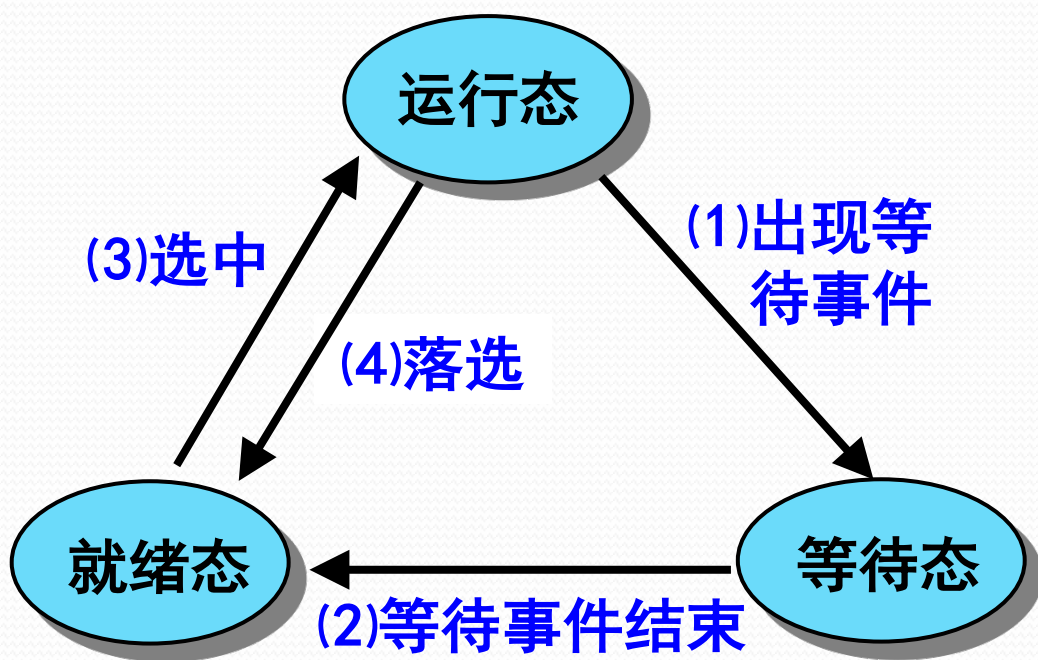 运行态
⑴出现等
待事件
⑶选中
⑷落选
就绪态
等待态
⑵等待事件结束